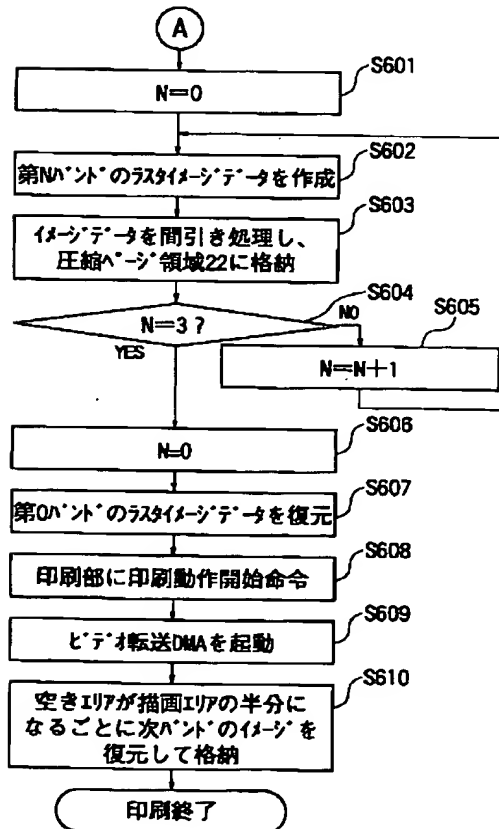 A
S601
N=0
S602
第Nバンドのラスタイメージデータを作成
S603
イメージデータを間引き処理し、
圧縮ページ領域22に格納
S604
N=3?
NO
YES
S605
N=N+1
S606
N=0
S607
第0バンドのラスタイメージデータを復元
S608
印刷部に印刷動作開始命令
S609
ビデオ転送DMAを起動
S610
空きエリアが描画エリアの半分に
なるごとに次バンドのイメージを
復元して格納
印刷終了